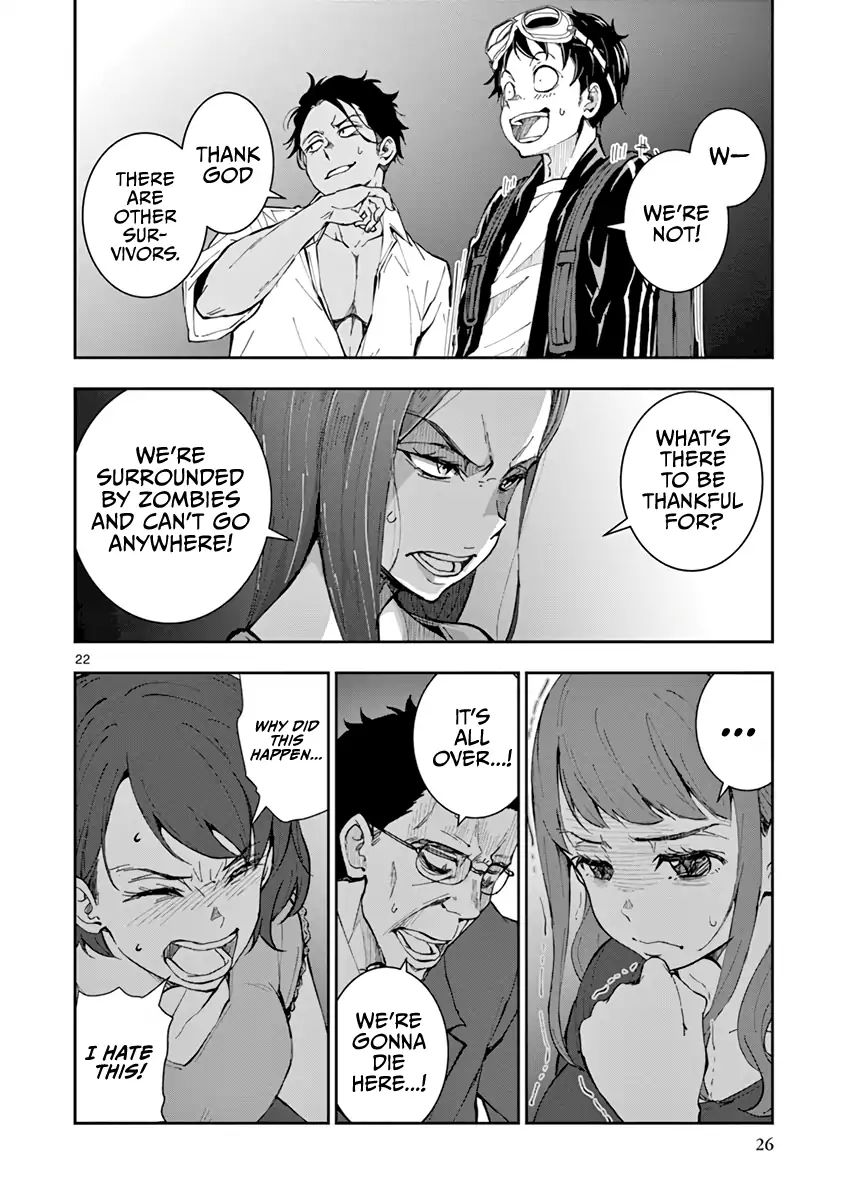 W—
WE'RE
NOT!
THANK
GOD
THERE
ARE
OTHER
SUR-
VIVORS.
WHAT'S
THERE
TO BE
THANKFUL
FOR?
WE'RE
SURROUNDED
BY ZOMBIES
AND CAN'T GO
ANYWHERE!
22
...
IT'S
ALL
OVER...!
WE'RE
GONNA
DIE
HERE...!
WHY DID
THIS
HAPPEN...
I HATE
THIS!
26